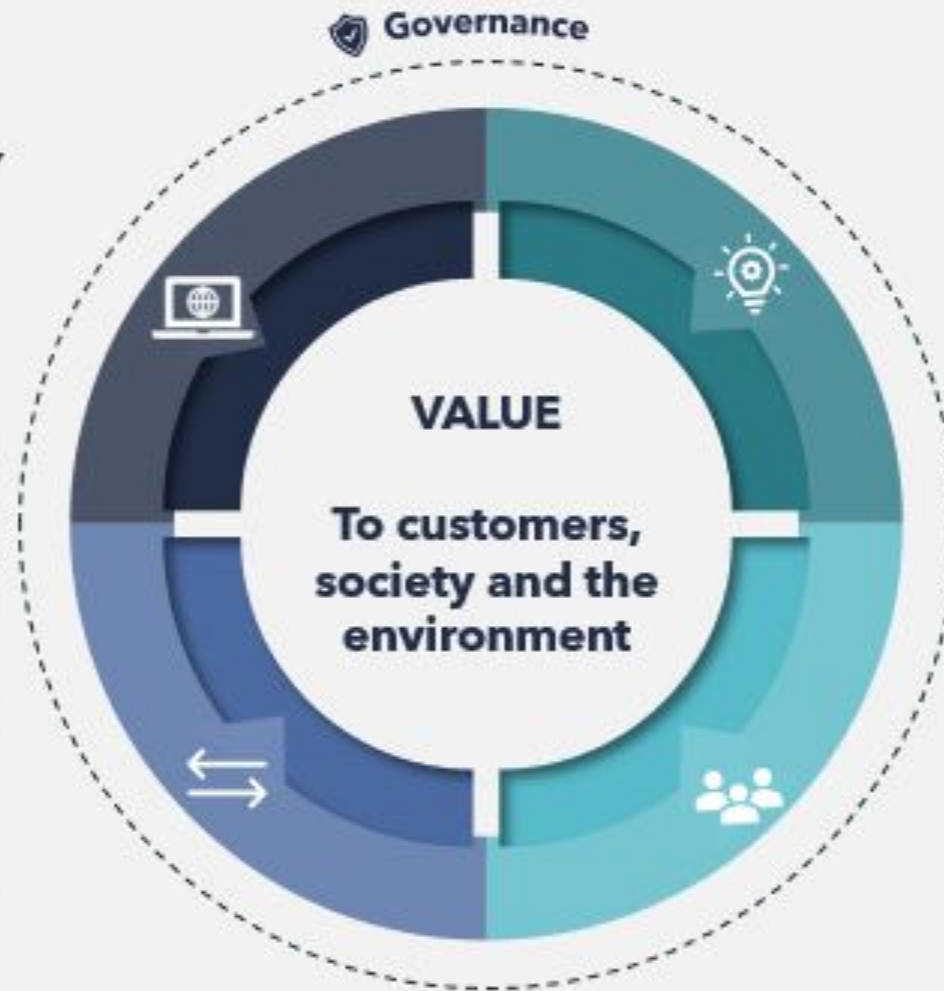 Governance
VALUE
To customers,
society and the
environment